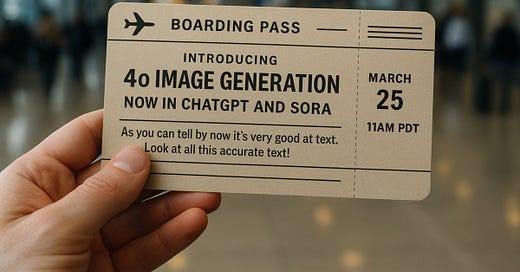 BOARDING PASS
INTRODUCING
4o IMAGE GENERATION
NOW IN CHATGPT AND SORA
As you can tell by now it's very good at text.
Look at all this accurate text!
MARCH
25
11AM PDT